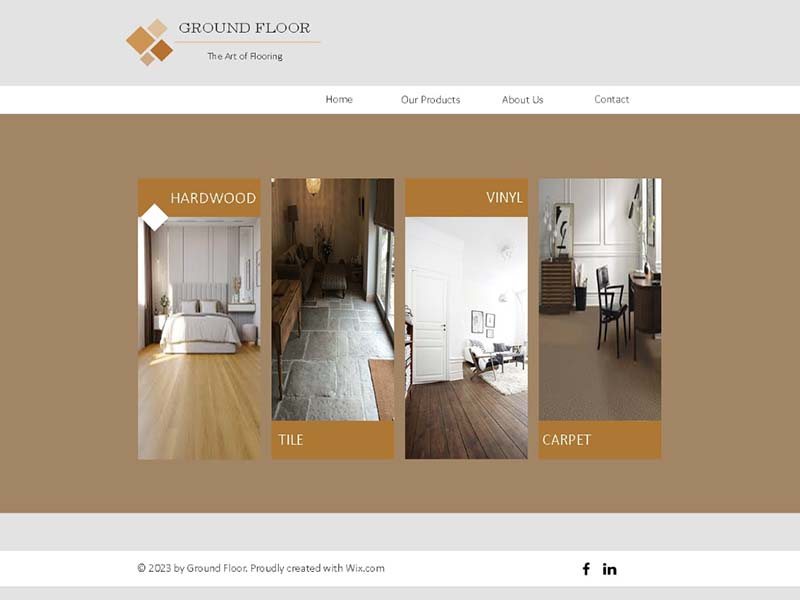 GROUND FLOOR
The Art of Flooring
Home Our Products About Us Contact
HARDWOOD
VINYL
TILE
CARPET
© 2023 by Ground Floor. Proudly created with Wix.com